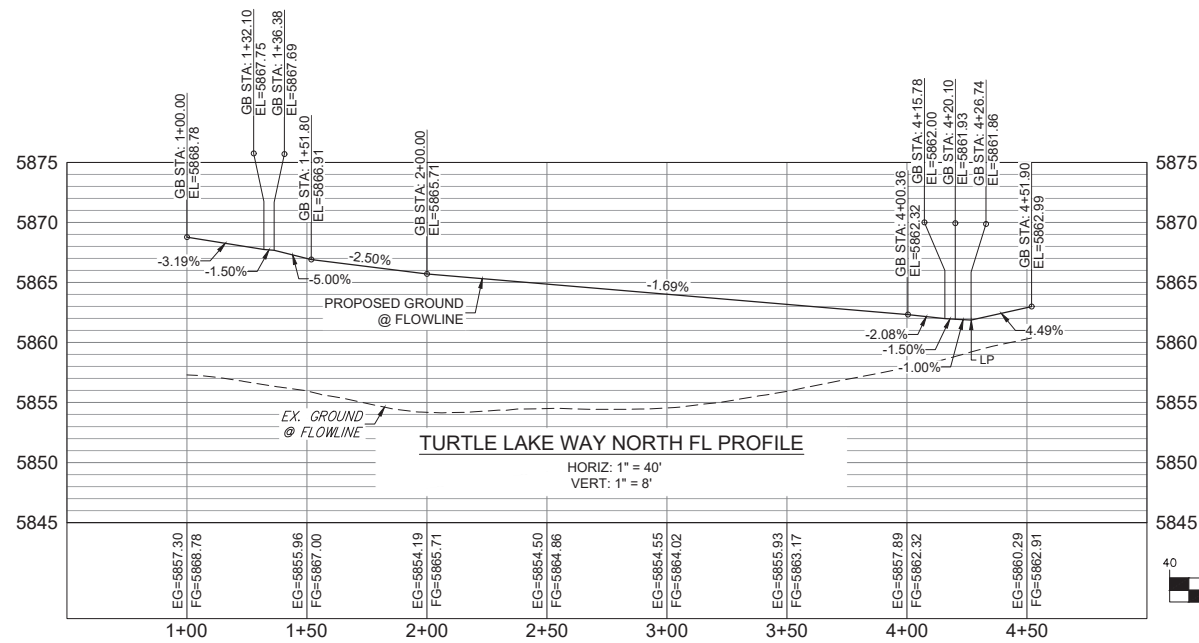 GB STA: 1+00.00
EL=5868.78
GB STA: 1+32.10
EL=5867.75
GB STA: 1+36.38
EL=5867.69
GB STA: 1+51.80
EL=5866.91
GB STA: 2+00.00
EL=5865.71
GB STA: 4+00.36
EL=5862.32
GB STA: 4+15.78
EL=5862.00
GB STA: 4+20.10
EL=5861.93
GB STA: 4+26.74
EL=5861.86
GB STA: 4+51.90
EL=5862.99
5875
5870
5865
5860
5855
5850
5845
5875
5870
5865
5860
5855
5850
5845
-3.19%
-1.50%
-5.00%
-2.50%
-1.69%
-2.08%
-1.50%
-1.00%
4.49%
LP
PROPOSED GROUND
@ FLOWLINE
EX. GROUND
@ FLOWLINE
TURTLE LAKE WAY NORTH FL PROFILE
HORIZ: 1" = 40'
VERT: 1" = 8'
EG=5857.30
FG=5868.78
EG=5855.96
FG=5867.00
EG=5854.19
FG=5865.71
EG=5854.50
FG=5864.86
EG=5854.55
FG=5864.02
EG=5855.93
FG=5863.17
EG=5857.89
FG=5862.32
EG=5860.29
FG=5862.91
1+00
1+50
2+00
2+50
3+00
3+50
4+00
4+50
40